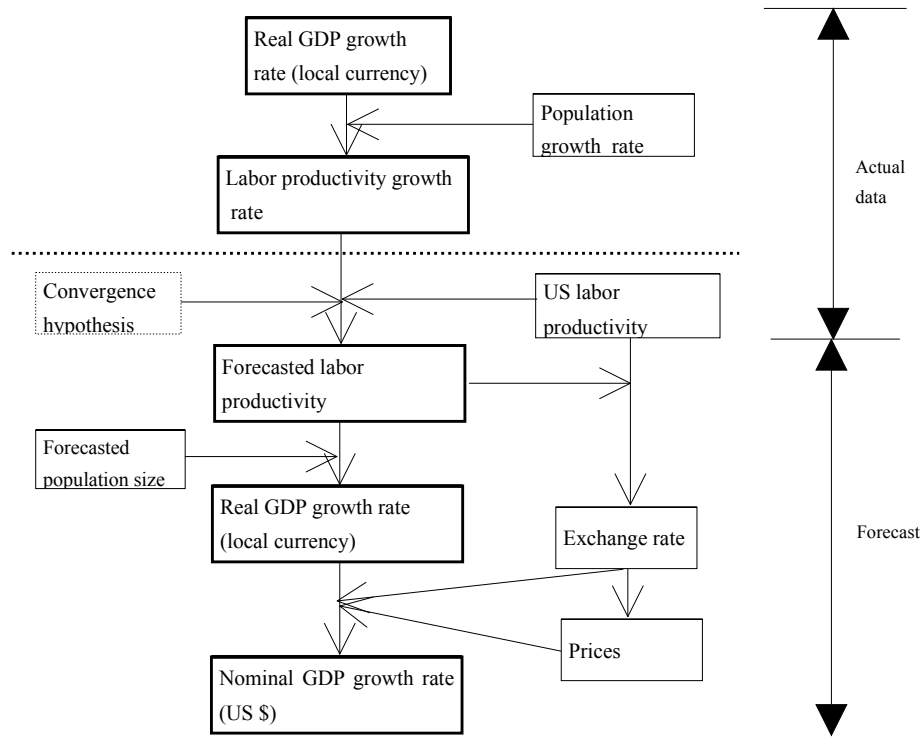 Real GDP growth
rate (local currency)
Population
growth rate
Labor productivity growth
rate
Actual
data
Convergence
hypothesis
US labor
productivity
Forecasted labor
productivity
Forecasted
population size
Real GDP growth rate
(local currency)
Exchange rate
Forecast
Prices
Nominal GDP growth rate
(US $)